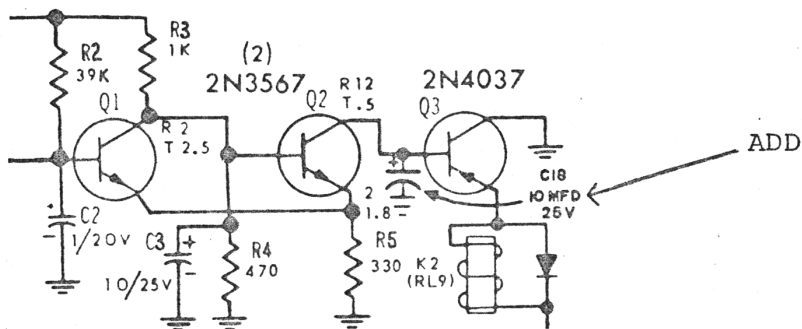 R2
39K
R3
1K
(2)
2N3567
R12
T.5
2N4037
Q1
Q2
Q3
R 2
T 2.5
ADD
C18
10 MFD
25V
+
+
C2
1/20V
−
C3
+
−
10/25V
R4
470
2
1.8 −
R5
330
K2
(RL9)